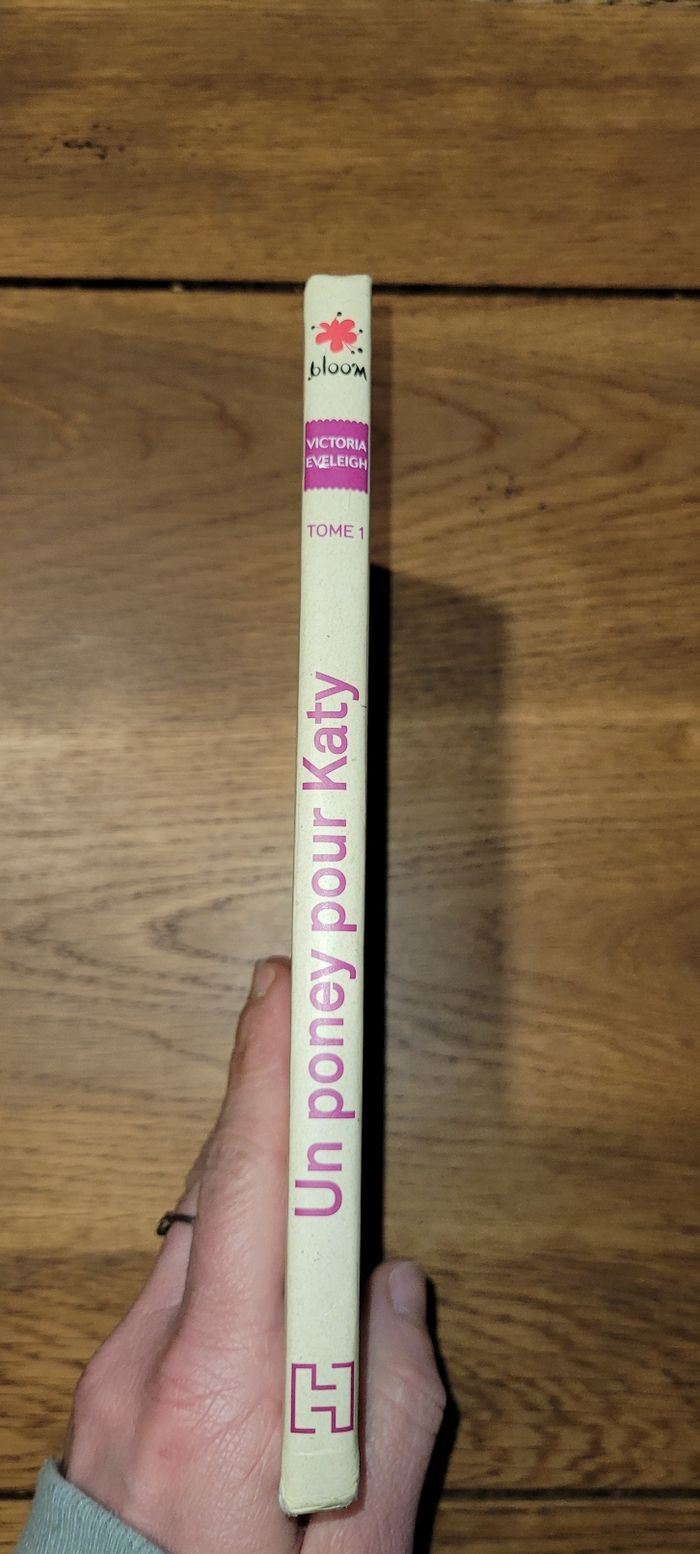 bloom
VICTORIA
EVELEIGH
TOME 1
Un poney pour Katy